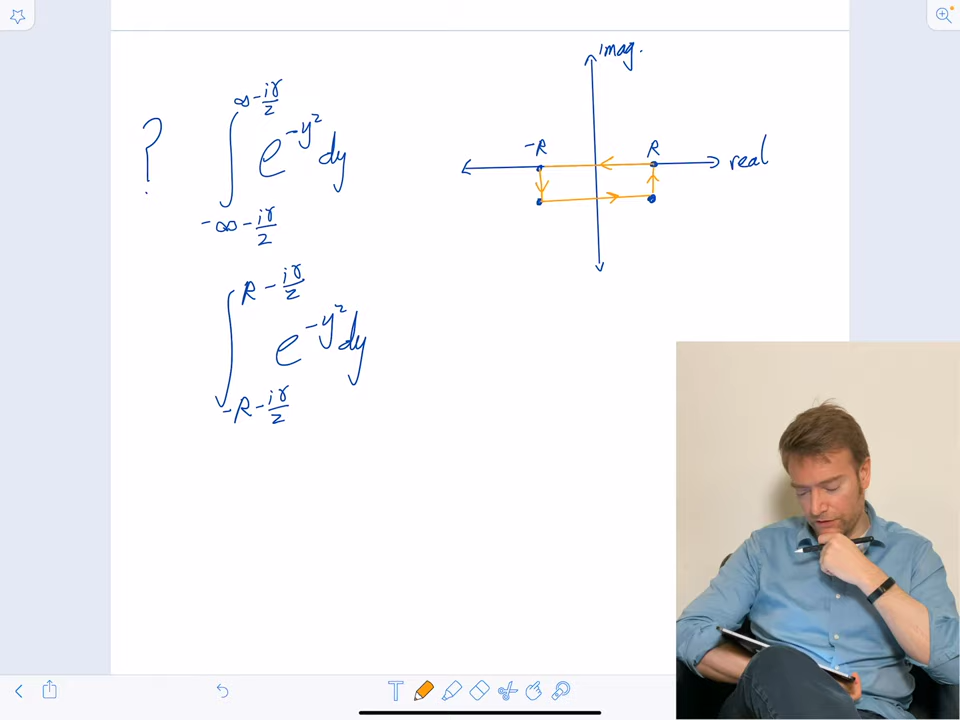 ?
∞ - iγ/2
∫ e^{-y²} dy
-∞ - iγ/2
R - iγ/2
∫ e^{-y²} dy
-R - iγ/2
imag.
-R
R
real
T